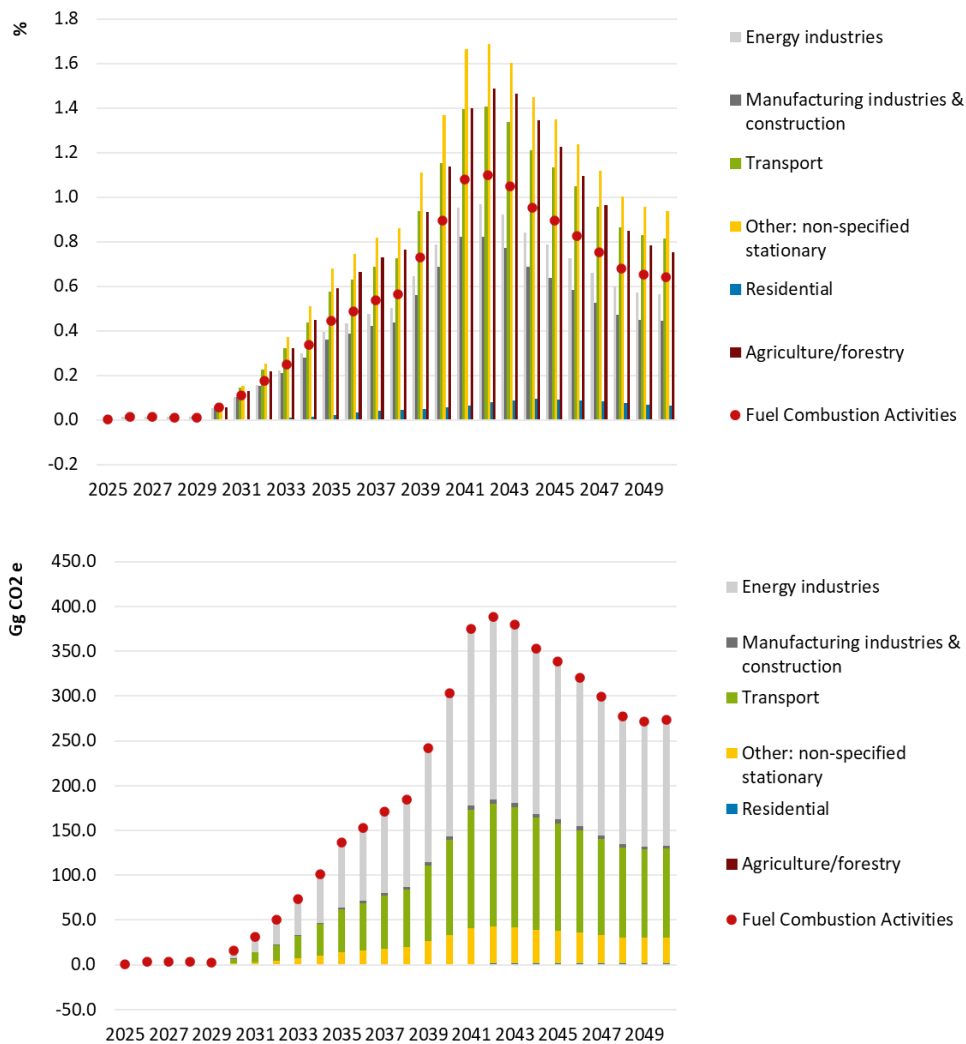 %
1.8
1.6
1.4
1.2
1.0
0.8
0.6
0.4
0.2
0.0
-0.2
2025 2027 2029 2031 2033 2035 2037 2039 2041 2043 2045 2047 2049
Energy industries
Manufacturing industries &
construction
Transport
Other: non-specified
stationary
Residential
Agriculture/forestry
Fuel Combustion Activities
Gg CO2 e
450.0
400.0
350.0
300.0
250.0
200.0
150.0
100.0
50.0
0.0
-50.0
2025 2027 2029 2031 2033 2035 2037 2039 2041 2043 2045 2047 2049
Energy industries
Manufacturing industries &
construction
Transport
Other: non-specified
stationary
Residential
Agriculture/forestry
Fuel Combustion Activities